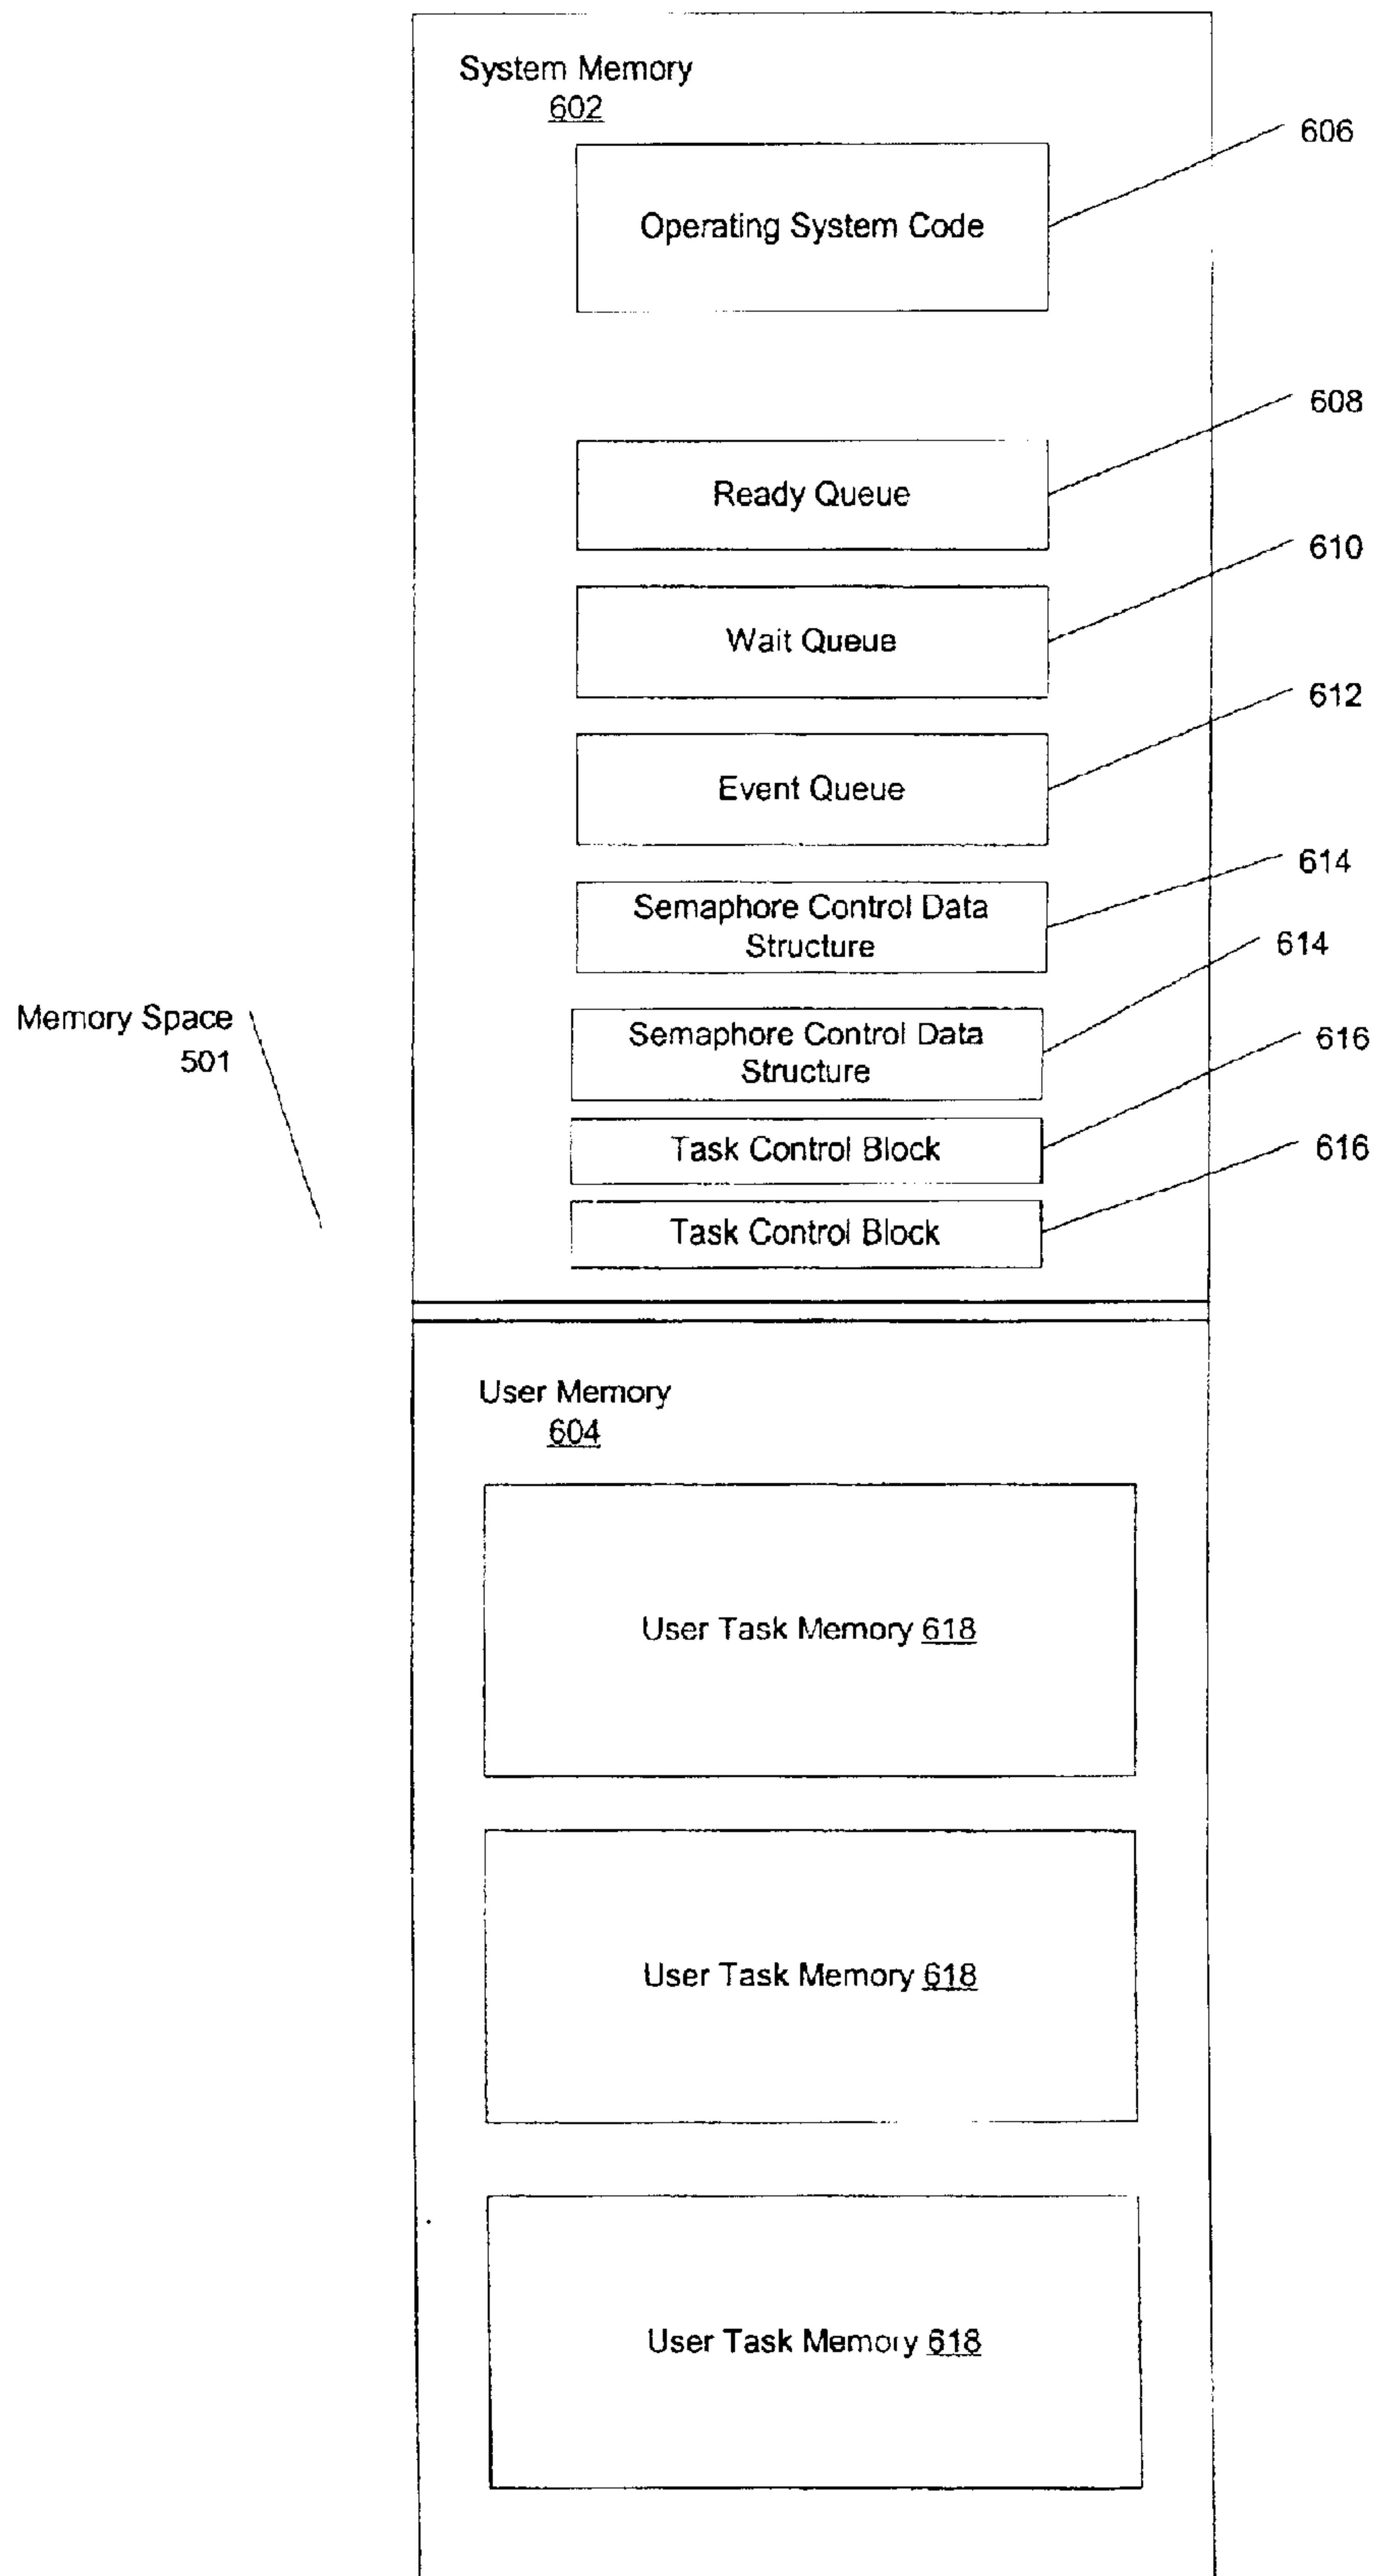 System Memory
602
606
Operating System Code
608
Ready Queue
610
Wait Queue
612
Event Queue
614
Semaphore Control Data
Structure
614
Memory Space
501
Semaphore Control Data
Structure
616
Task Control Block
616
Task Control Block
User Memory
604
User Task Memory 618
User Task Memory 618
User Task Memory 618